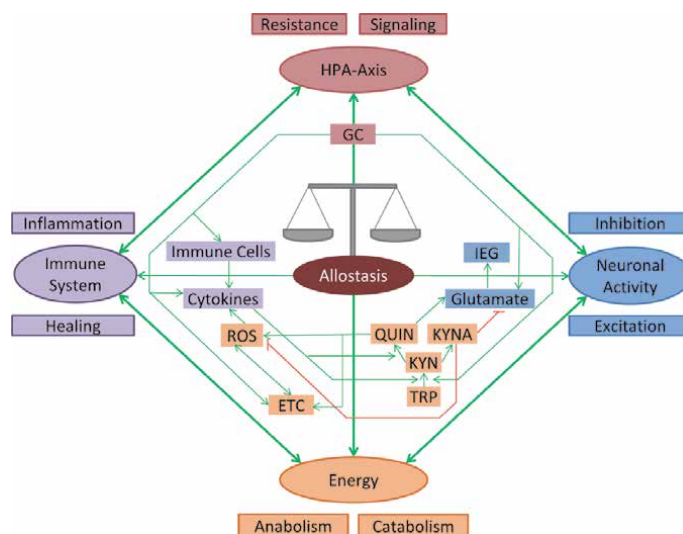 Resistance Signaling
HPA-Axis
GC
Inflammation
Inhibition
Immune Cells
IEG
Immune
System
Allostasis
Neuronal
Activity
Cytokines
Glutamate
Healing
Excitation
ROS
QUIN KYNA
KYN
ETC
TRP
Energy
Anabolism Catabolism